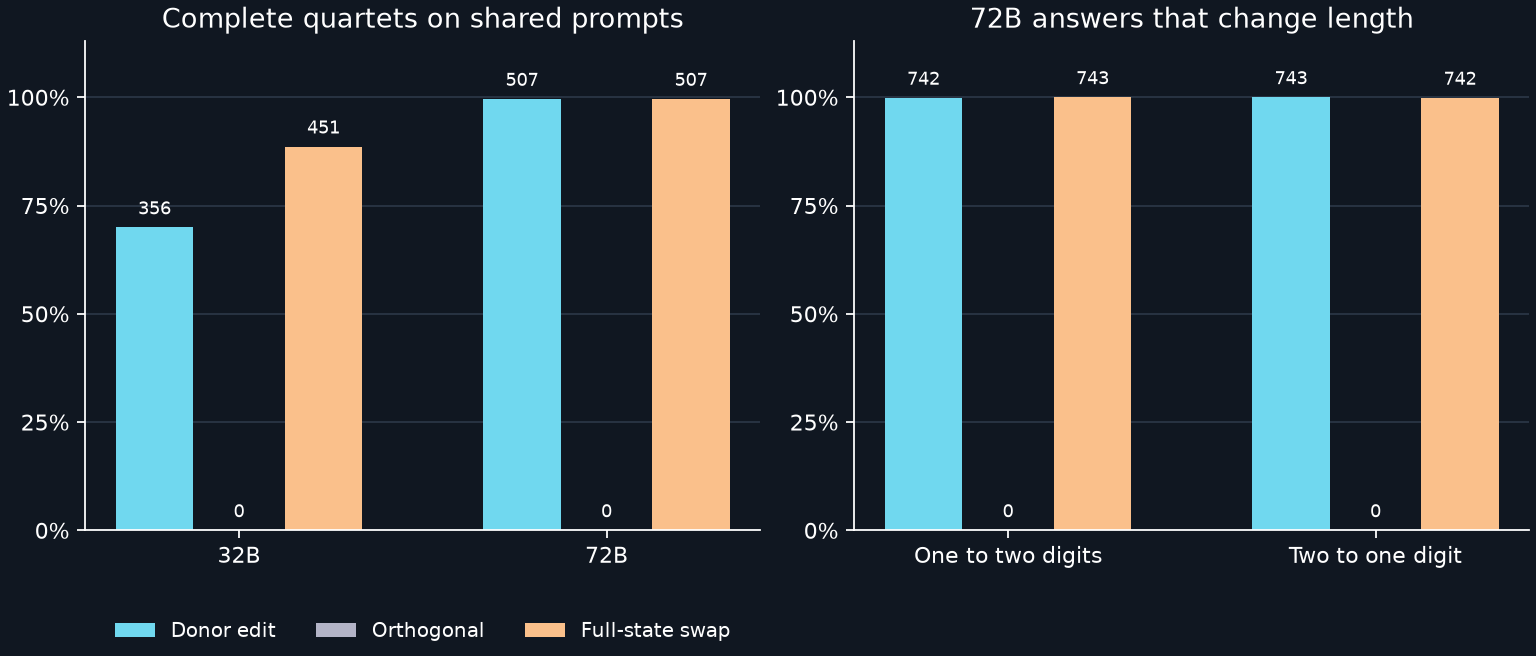 Complete quartets on shared prompts
100%
75%
50%
25%
0%
356
0
451
507
0
507
32B
72B
72B answers that change length
100%
75%
50%
25%
0%
742
0
743
743
0
742
One to two digits
Two to one digit
Donor edit
Orthogonal
Full-state swap